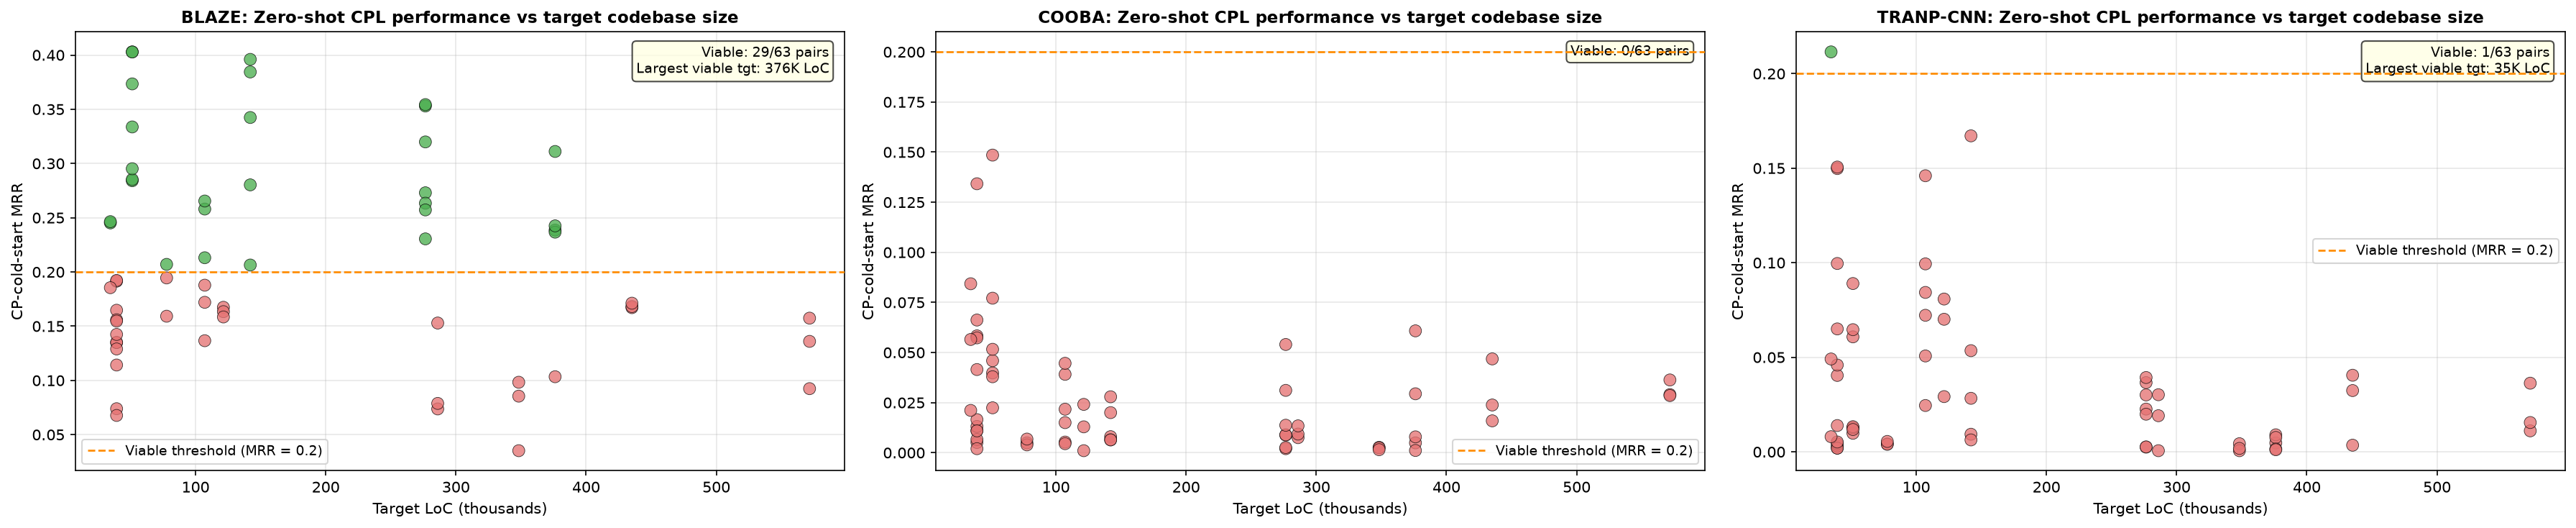 BLAZE: Zero-shot CPL performance vs target codebase size
CP-cold-start MRR
0.40
0.35
0.30
0.25
0.20
0.15
0.10
0.05
Viable: 29/63 pairs
Largest viable tgt: 376K LoC
Viable threshold (MRR = 0.2)
100
200
300
400
500
Target LoC (thousands)
COOBA: Zero-shot CPL performance vs target codebase size
CP-cold-start MRR
0.200
0.175
0.150
0.125
0.100
0.075
0.050
0.025
0.000
Viable: 0/63 pairs
Viable threshold (MRR = 0.2)
100
200
300
400
500
Target LoC (thousands)
TRANP-CNN: Zero-shot CPL performance vs target codebase size
CP-cold-start MRR
0.20
0.15
0.10
0.05
0.00
Viable: 1/63 pairs
Largest viable tgt: 35K LoC
Viable threshold (MRR = 0.2)
100
200
300
400
500
Target LoC (thousands)